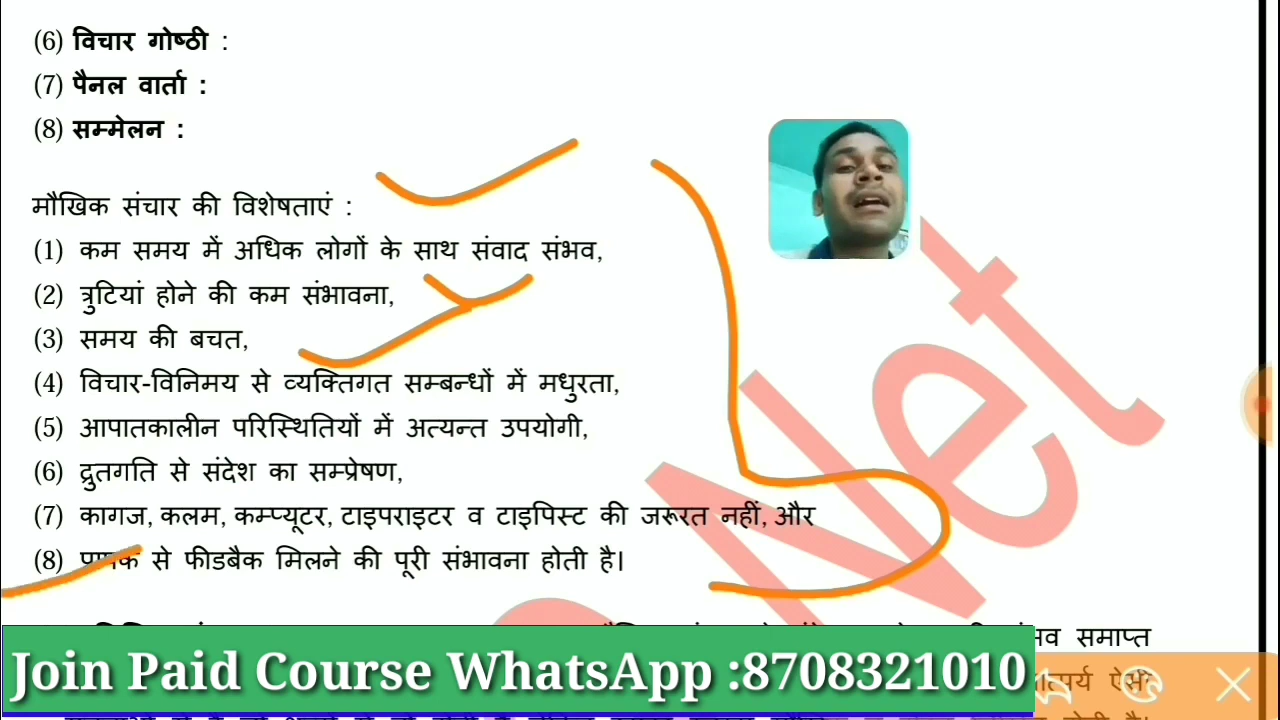 (6) विचार गोष्ठी :
(7) पैनल वार्ता :
(8) सम्मेलन :
मौखिक संचार की विशेषताएं :
(1) कम समय में अधिक लोगों के साथ संवाद संभव,
(2) त्रुटियां होने की कम संभावना,
(3) समय की बचत,
(4) विचार-विनिमय से व्यक्तिगत सम्बन्धों में मधुरता,
(5) आपातकालीन परिस्थितियों में अत्यन्त उपयोगी,
(6) द्रुतगति से संदेश का सम्प्रेषण,
(7) कागज, कलम, कम्प्यूटर, टाइपराइटर व टाइपिस्ट की जरूरत नहीं, और
(8) से फीडबैक मिलने की पूरी संभावना होती है।
समाप्त
Join Paid Course WhatsApp :8708321010
Net